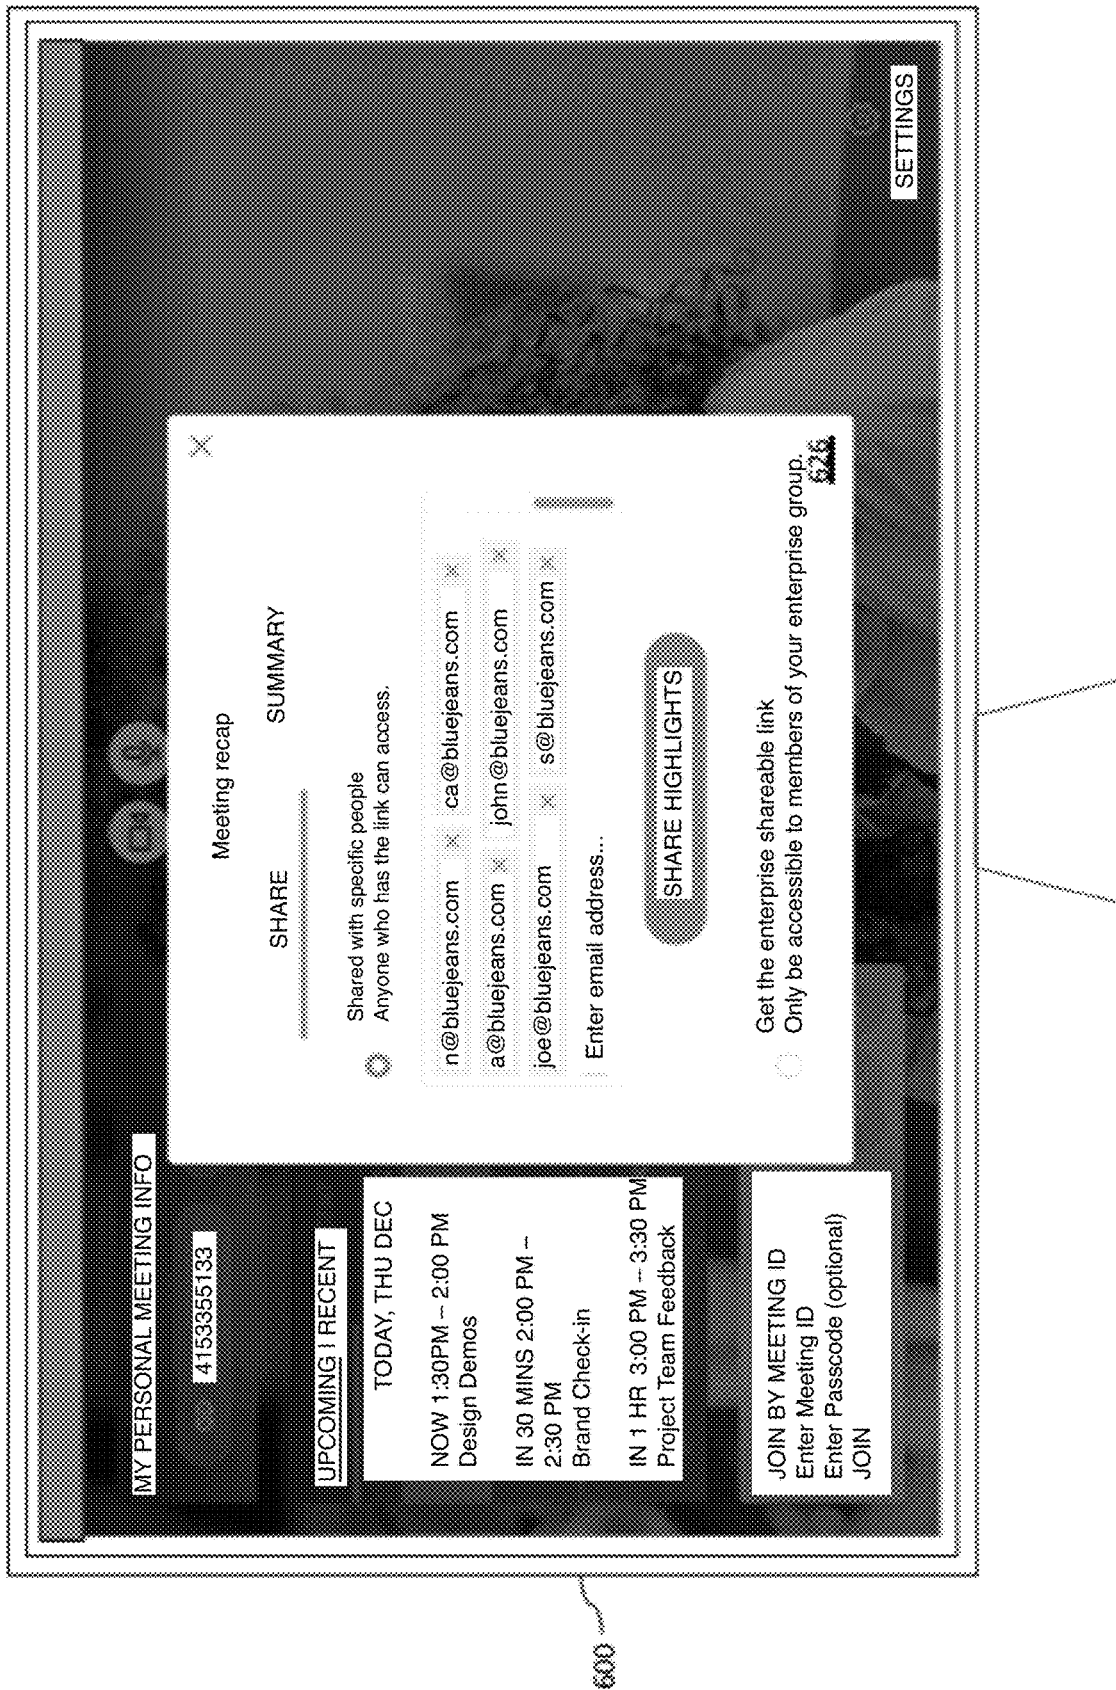 MY PERSONAL MEETING INFO
4153355133
UPCOMING I RECENT
TODAY, THU DEC
NOW 1:30PM – 2:00 PM
Design Demos
IN 30 MINS 2:00 PM –
2:30 PM
Brand Check-in
IN 1 HR 3:00 PM – 3:30 PM
Project Team Feedback
JOIN BY MEETING ID
Enter Meeting ID
Enter Passcode (optional)
JOIN
Meeting recap
X
SHARE SUMMARY
Shared with specific people
Anyone who has the link can access.
n@bluejeans.com X ca@bluejeans.com X
a@bluejeans.com X john@bluejeans.com X
joe@bluejeans.com X s@bluejeans.com X
Enter email address...
SHARE HIGHLIGHTS
Get the enterprise shareable link
Only be accessible to members of your enterprise group.
626
SETTINGS
600